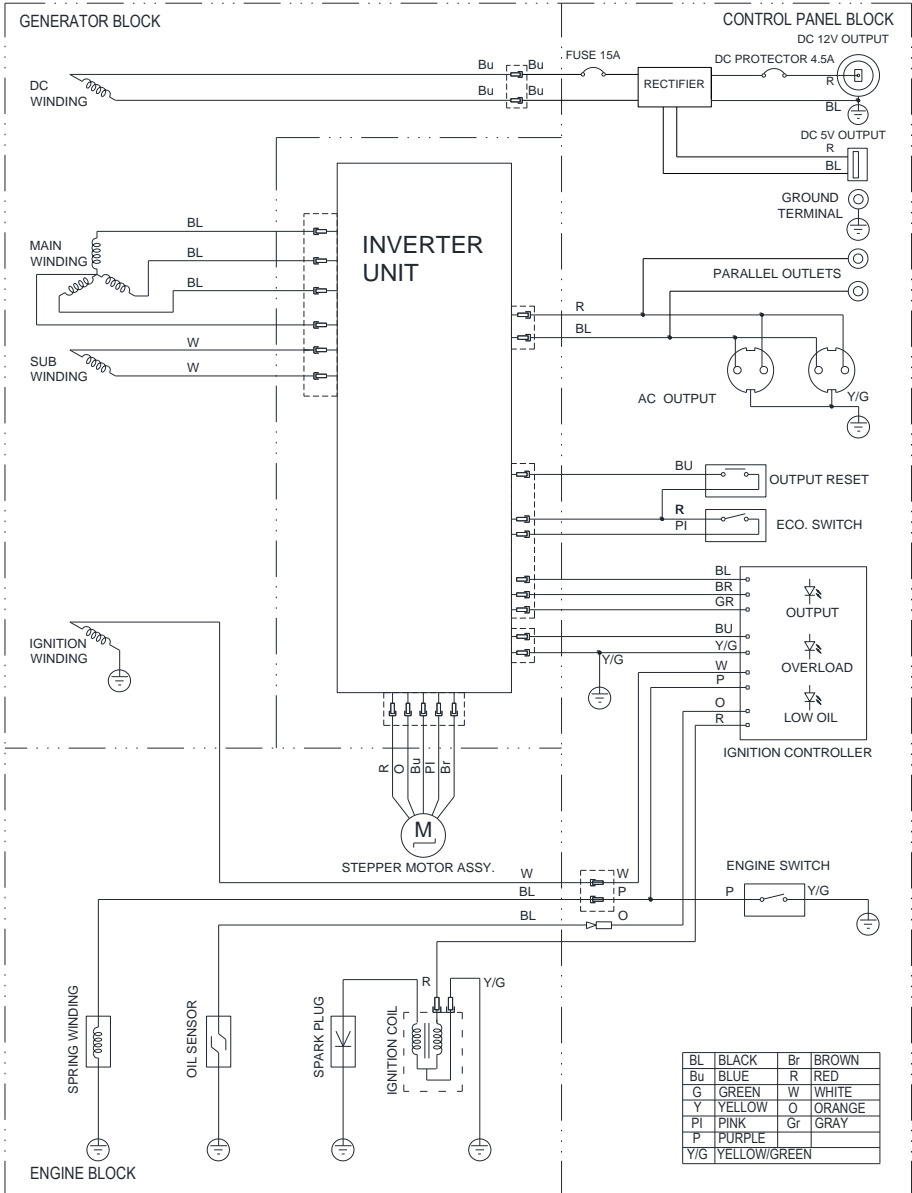 GENERATOR BLOCK
CONTROL PANEL BLOCK
DC 12V OUTPUT
FUSE 15A
DC PROTECTOR 4.5A
Bu
Bu
R
DC
WINDING
RECTIFIER
Bu
Bu
BL
DC 5V OUTPUT
R
BL
GROUND
TERMINAL
BL
INVERTER
UNIT
MAIN
WINDING
BL
PARALLEL OUTLETS
BL
R
BL
W
SUB
WINDING
W
AC OUTPUT
Y/G
BU
OUTPUT RESET
R
PI
ECO. SWITCH
BL
BR
GR
OUTPUT
BU
Y/G
IGNITION
WINDING
Y/G
W
OVERLOAD
P
O
R
LOW OIL
IGNITION CONTROLLER
R
O
Bu
PI
Br
M
STEPPER MOTOR ASSY.
ENGINE SWITCH
W
W
BL
P
P
Y/G
BL
O
R
Y/G
SPRING WINDING
OIL SENSOR
SPARK PLUG
IGNITION COIL
BL BLACK Br BROWN
Bu BLUE R RED
G GREEN W WHITE
Y YELLOW O ORANGE
PI PINK Gr GRAY
P PURPLE
Y/G YELLOW/GREEN
ENGINE BLOCK